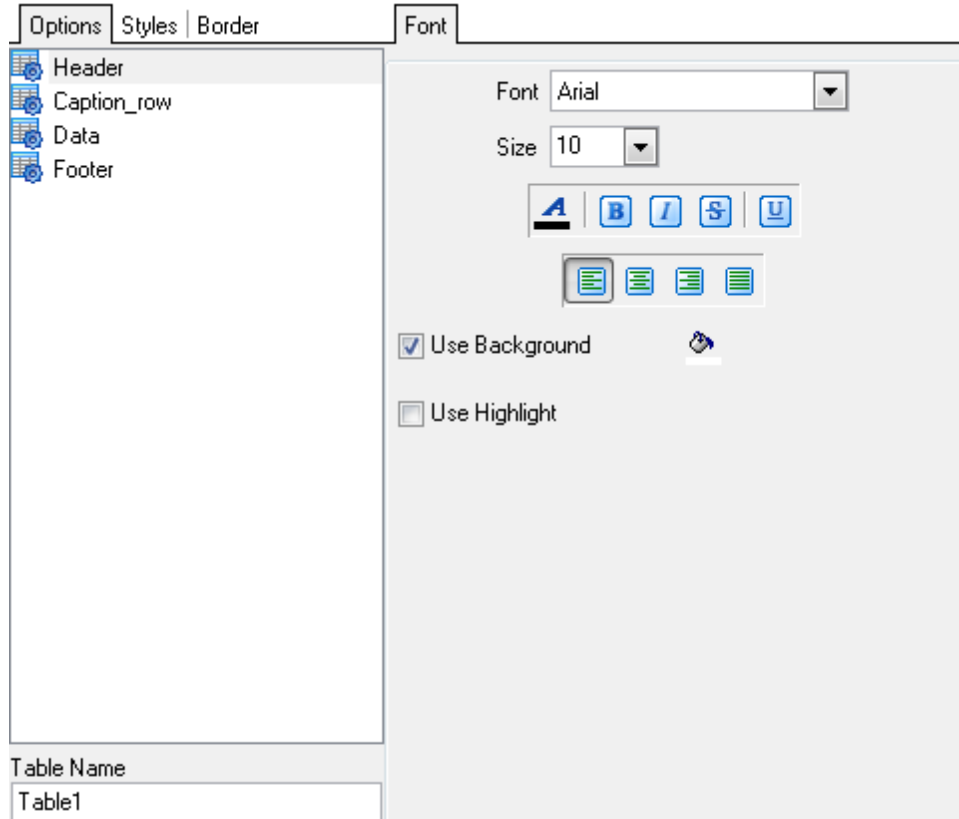 Options Styles Border
Header
Caption_row
Data
Footer
Table Name
Table1
Font
Font Arial
Size 10
A B I S U
Use Background
Use Highlight